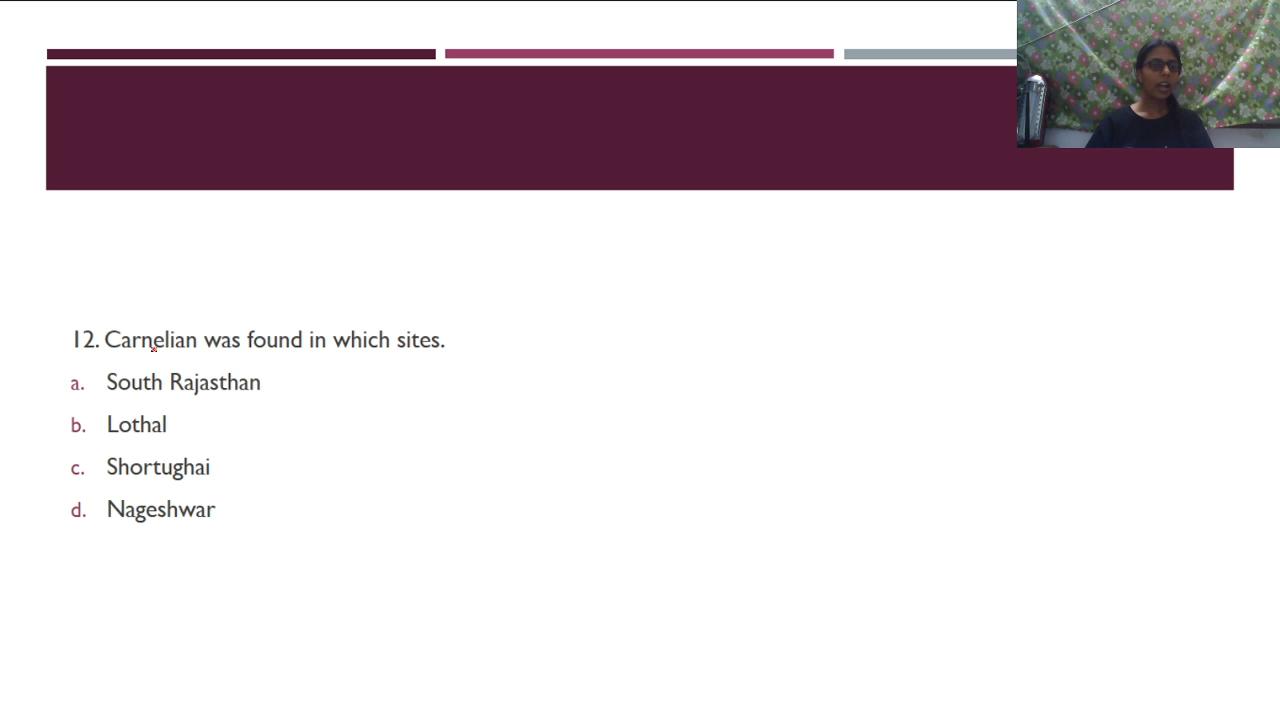 12. Carnelian was found in which sites.
a. South Rajasthan
b. Lothal
c. Shortughai
d. Nageshwar